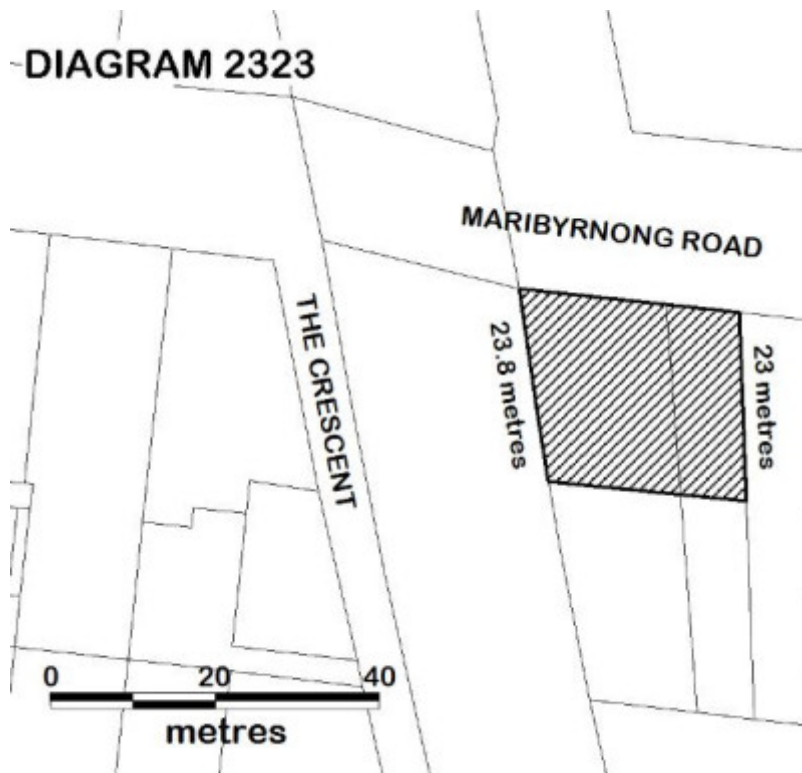 DIAGRAM 2323
MARIBYRNONG ROAD
THE CRESCENT
23.8 metres
23 metres
0 20 40
metres